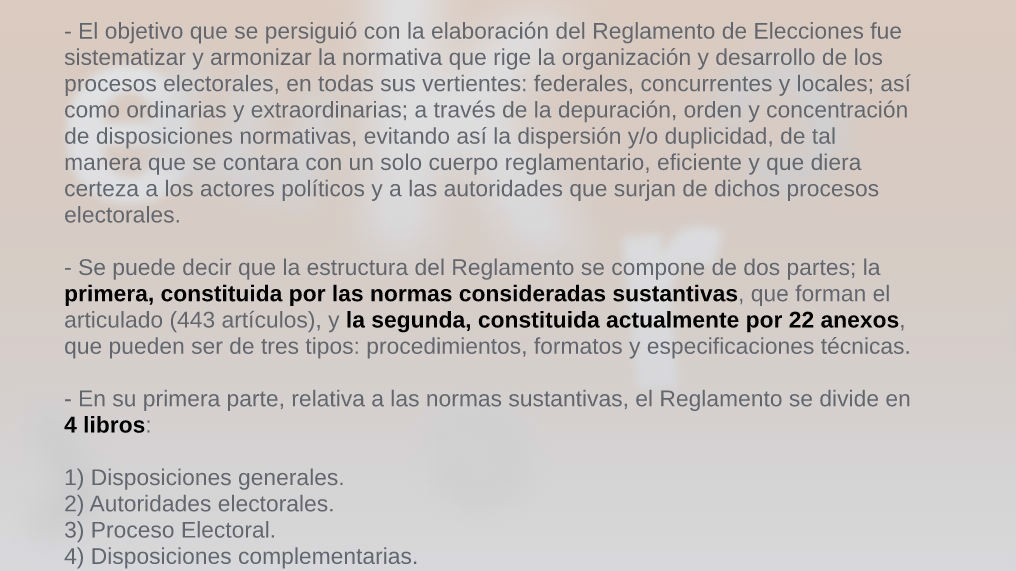 - El objetivo que se persiguió con la elaboración del Reglamento de Elecciones fue
sistematizar y armonizar la normativa que rige la organización y desarrollo de los
procesos electorales, en todas sus vertientes: federales, concurrentes y locales; así
como ordinarias y extraordinarias; a través de la depuración, orden y concentración
de disposiciones normativas, evitando así la dispersión y/o duplicidad, de tal
manera que se contara con un solo cuerpo reglamentario, eficiente y que diera
certeza a los actores políticos y a las autoridades que surjan de dichos procesos
electorales.
- Se puede decir que la estructura del Reglamento se compone de dos partes; la
primera, constituida por las normas consideradas sustantivas, que forman el
articulado (443 artículos), y la segunda, constituida actualmente por 22 anexos,
que pueden ser de tres tipos: procedimientos, formatos y especificaciones técnicas.
- En su primera parte, relativa a las normas sustantivas, el Reglamento se divide en
4 libros:
1) Disposiciones generales.
2) Autoridades electorales.
3) Proceso Electoral.
4) Disposiciones complementarias.